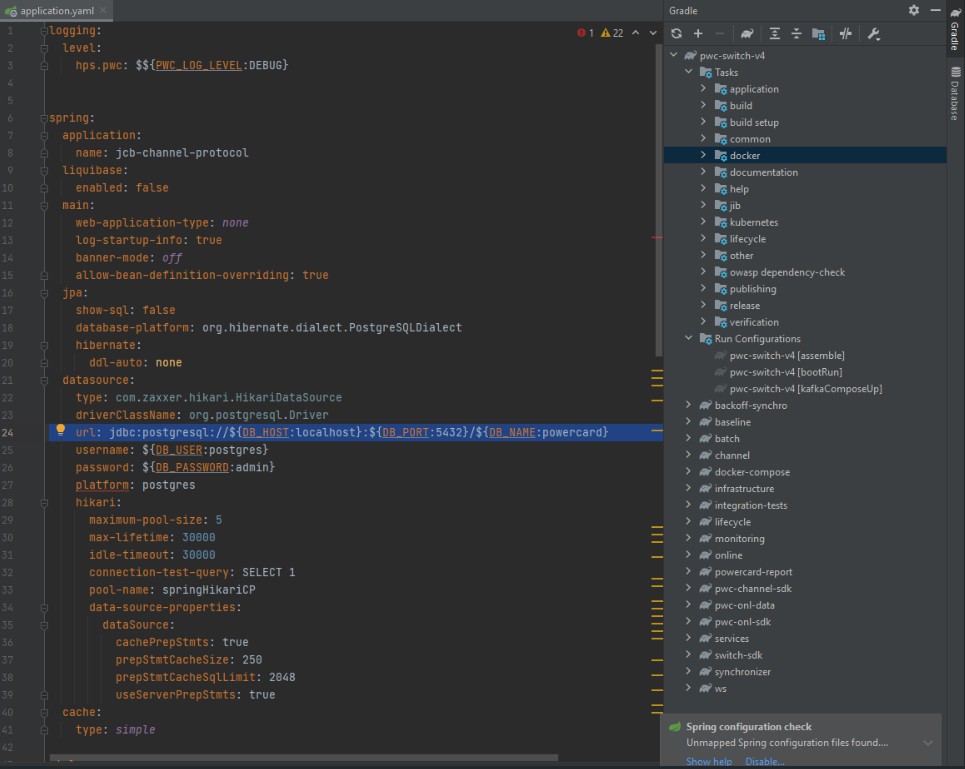 application.yaml
logging:
level:
hps.pwc: $${PWC_LOG_LEVEL:DEBUG}
spring:
application:
name: jcb-channel-protocol
liquibase:
enabled: false
main:
web-application-type: none
log-startup-info: true
banner-mode: off
allow-bean-definition-overriding: true
jpa:
show-sql: false
database-platform: org.hibernate.dialect.PostgreSQLDialect
hibernate:
ddl-auto: none
datasource:
type: com.zaxxer.hikari.HikariDataSource
driverClassName: org.postgresql.Driver
url: jdbc:postgresql://${DB_HOST:localhost}:${DB_PORT:5432}/${DB_NAME:powercard}
username: ${DB_USER:postgres}
password: ${DB_PASSWORD:admin}
platform: postgres
hikari:
maximum-pool-size: 5
max-lifetime: 30000
idle-timeout: 30000
connection-test-query: SELECT 1
pool-name: springHikariCP
data-source-properties:
dataSource:
cachePrepStmts: true
prepStmtCacheSize: 250
prepStmtCacheSqlLimit: 2048
useServerPrepStmts: true
cache:
type: simple
1
2
3
4
5
6
7
8
9
10
11
12
13
14
15
16
17
18
19
20
21
22
23
24
25
26
27
28
29
30
31
32
33
34
35
36
37
38
39
40
41
42
1 22
Gradle
pwc-switch-v4
Tasks
application
build
build setup
common
docker
documentation
help
jib
kubernetes
lifecycle
other
owasp dependency-check
publishing
release
verification
Run Configurations
pwc-switch-v4 [assemble]
pwc-switch-v4 [bootRun]
pwc-switch-v4 [kafkaComposeUp]
backoff-synchro
baseline
batch
channel
docker-compose
infrastructure
integration-tests
lifecycle
monitoring
online
powercard-report
pwc-channel-sdk
pwc-onl-data
pwc-onl-sdk
services
switch-sdk
synchronizer
ws
Spring configuration check
Unmapped Spring configuration files found....
Show help Disable...
Gradle
Database